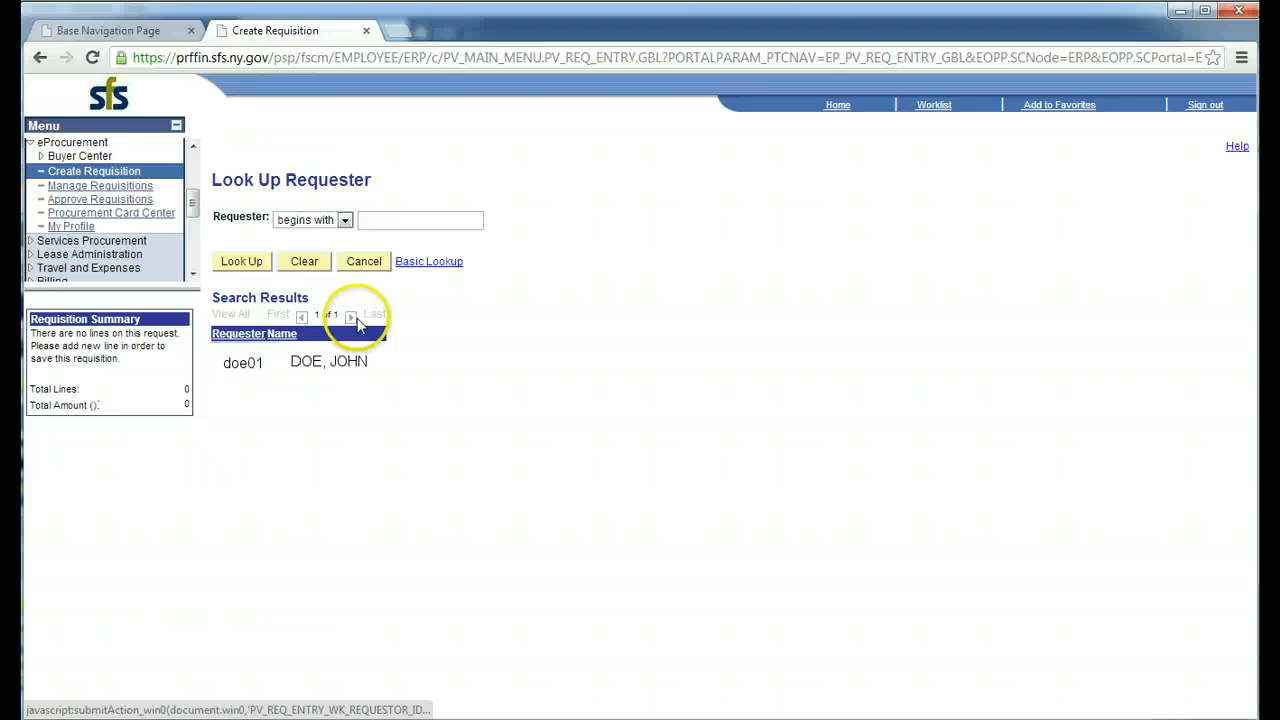 Base Navigation Page
Create Requisition
https://prffin.sfs.ny.gov/psp/fscm/EMPLOYEE/ERP/c/PV_MAIN_MENU.PV_REQ_ENTRY.GBL?PORTALPARAM_PTCNAV=EP_PV_REQ_ENTRY_GBL&EOPP.SCNode=ERP&EOPP.SCPortal=E
sfs
Home
Worklist
Add to Favorites
Sign out
Help
Menu
eProcurement
Buyer Center
Create Requisition
Manage Requisitions
Approve Requisitions
Procurement Card Center
My Profile
Services Procurement
Lease Administration
Travel and Expenses
Billing
Look Up Requester
Requester: begins with
Look Up Clear Cancel Basic Lookup
Search Results
View All First 1 of 1 Last
Requester Name
doe01 DOE, JOHN
Requisition Summary
There are no lines on this request.
Please add new line in order to
save this requisition.
Total Lines: 0
Total Amount (): 0
javascript:submitAction_win0(document.win0,'PV_REQ_ENTRY_WK_REQUESTOR_ID...